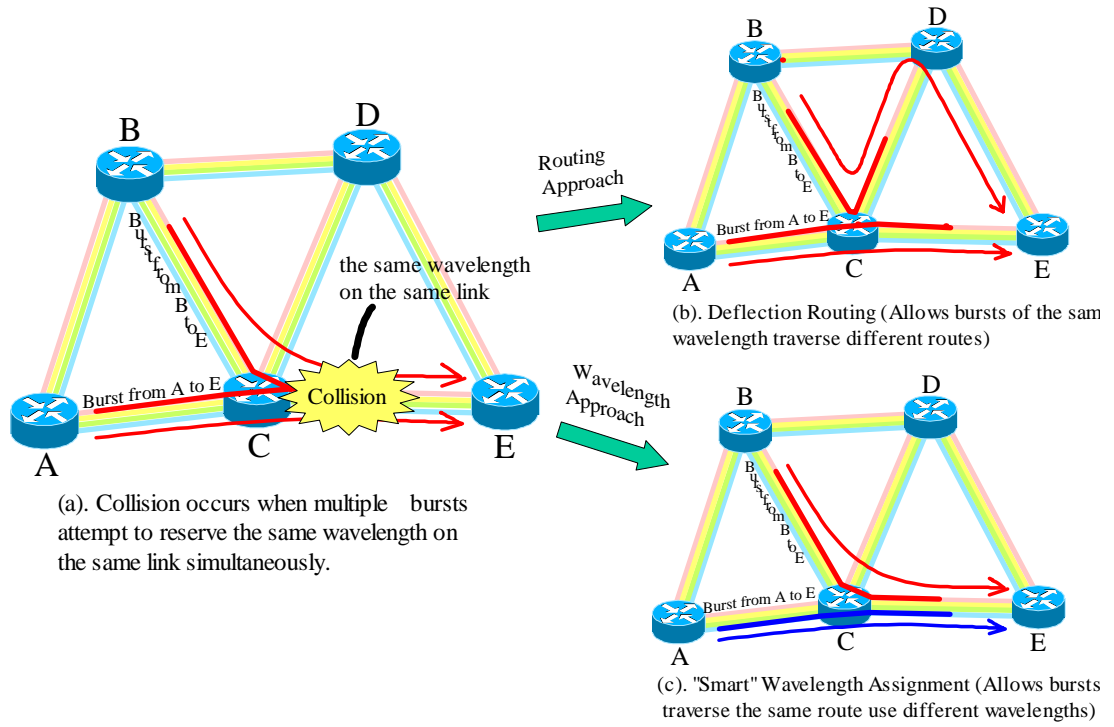 B
D
Burst from B to E
the same wavelength
on the same link
Burst from A to E
Collision
A
C
E
(a). Collision occurs when multiple bursts
attempt to reserve the same wavelength on
the same link simultaneously.
Routing
Approach
Wavelength
Approach
B
D
Burst from B to E
Burst from A to E
A
C
E
(b). Deflection Routing (Allows bursts of the sam
wavelength traverse different routes)
B
D
Burst from B to E
Burst from A to E
A
C
E
(c). "Smart" Wavelength Assignment (Allows bursts
traverse the same route use different wavelengths)